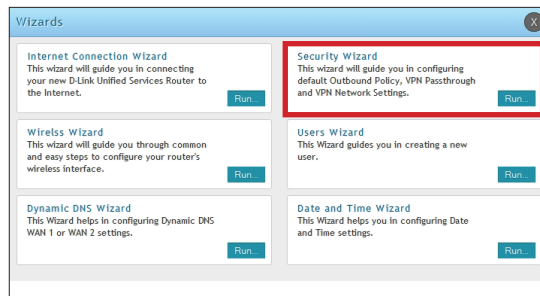 Wizards
X
Internet Connection Wizard
This wizard will guide you in connecting
your new D-Link Unified Services Router to
the Internet.
Run...
Security Wizard
This wizard will guide you in configuring
default Outbound Policy, VPN Passthrough
and VPN Network Settings.
Run...
Wirelss Wizard
This wizard will guide you through common
and easy steps to configure your router's
wireless interface.
Run...
Users Wizard
This Wizard guides you in creating a new
user.
Run...
Dynamic DNS Wizard
This Wizard helps in configuring Dynamic DNS
WAN 1 or WAN 2 settings.
Run...
Date and Time Wizard
This Wizard helps you in configuring Date
and Time settings.
Run...